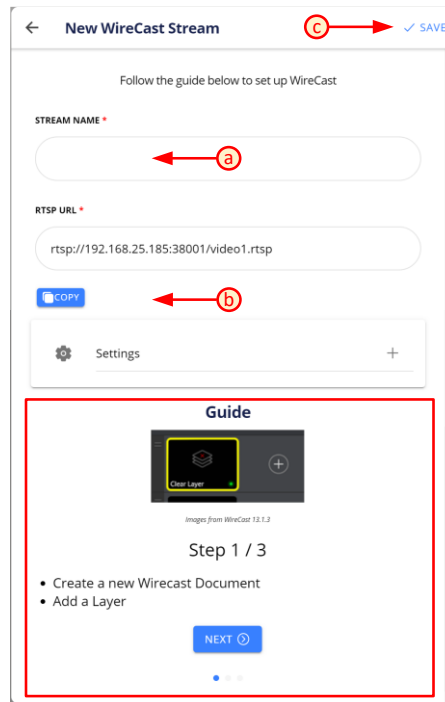 New WireCast Stream
c
SAVE
Follow the guide below to set up WireCast
STREAM NAME *
a
RTSP URL *
rtsp://192.168.25.185:38001/video1.rtsp
COPY
b
Settings
Guide
Clear Layer
Images from WireCast 13.1.3
Step 1 / 3
• Create a new Wirecast Document
• Add a Layer
NEXT